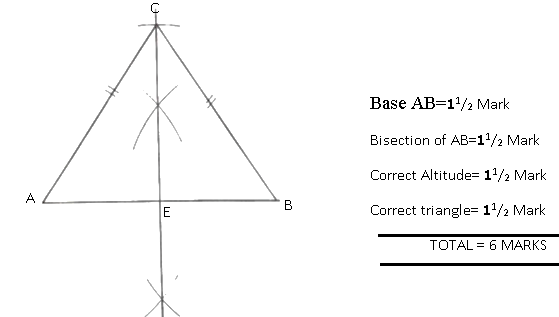 C
A
B
E
Base AB=1¹/₂ Mark
Bisection of AB=1¹/₂ Mark
Correct Altitude= 1¹/₂ Mark
Correct triangle= 1¹/₂ Mark
TOTAL = 6 MARKS